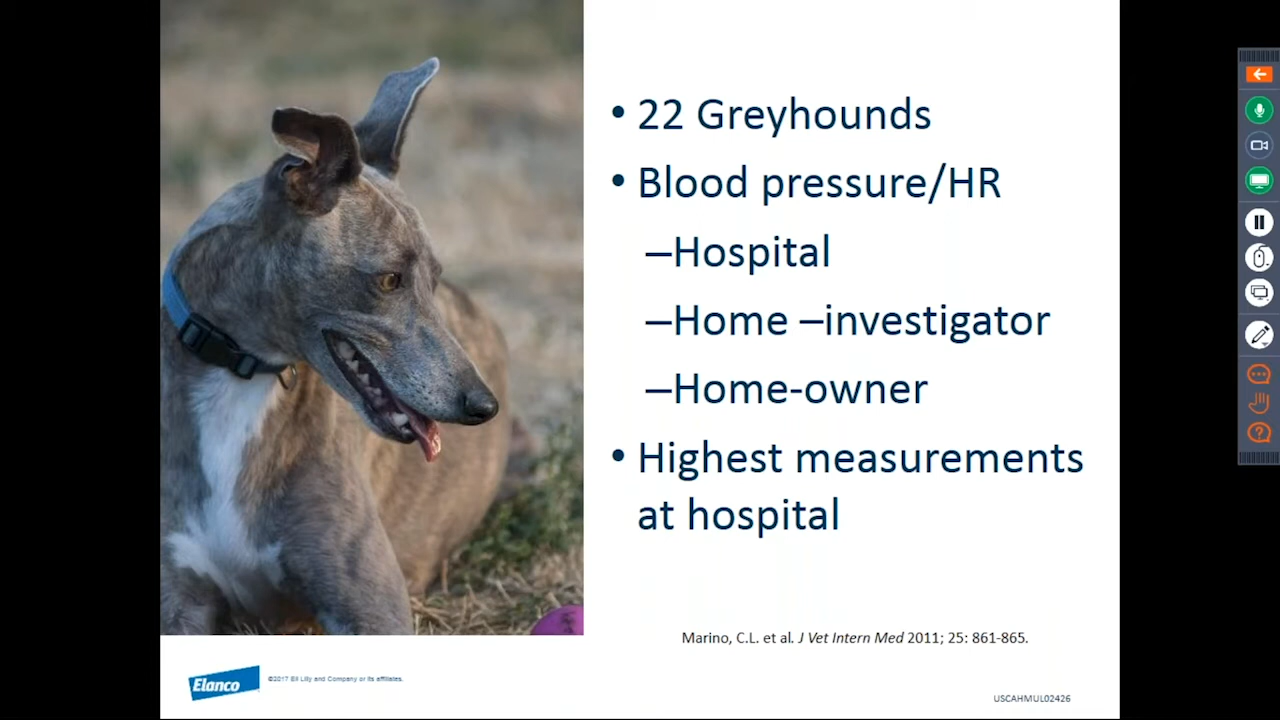 • 22 Greyhounds
• Blood pressure/HR
–Hospital
–Home –investigator
–Home-owner
• Highest measurements
at hospital
Marino, C.L. et al. J Vet Intern Med 2011; 25: 861-865.
Elanco
©2017 Eli Lilly and Company or its affiliates.
USCAHMUL02426